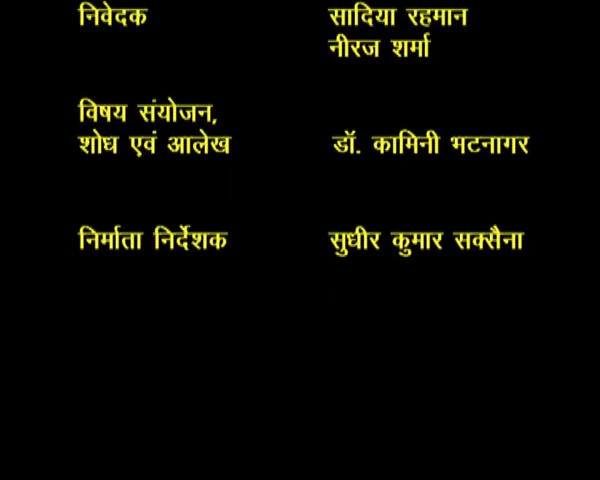 निवेदक सादिया रहमान
नीरज शर्मा
विषय संयोजन,
शोध एवं आलेख डॉ. कामिनी भटनागर
निर्माता निर्देशक सुधीर कुमार सक्सैना